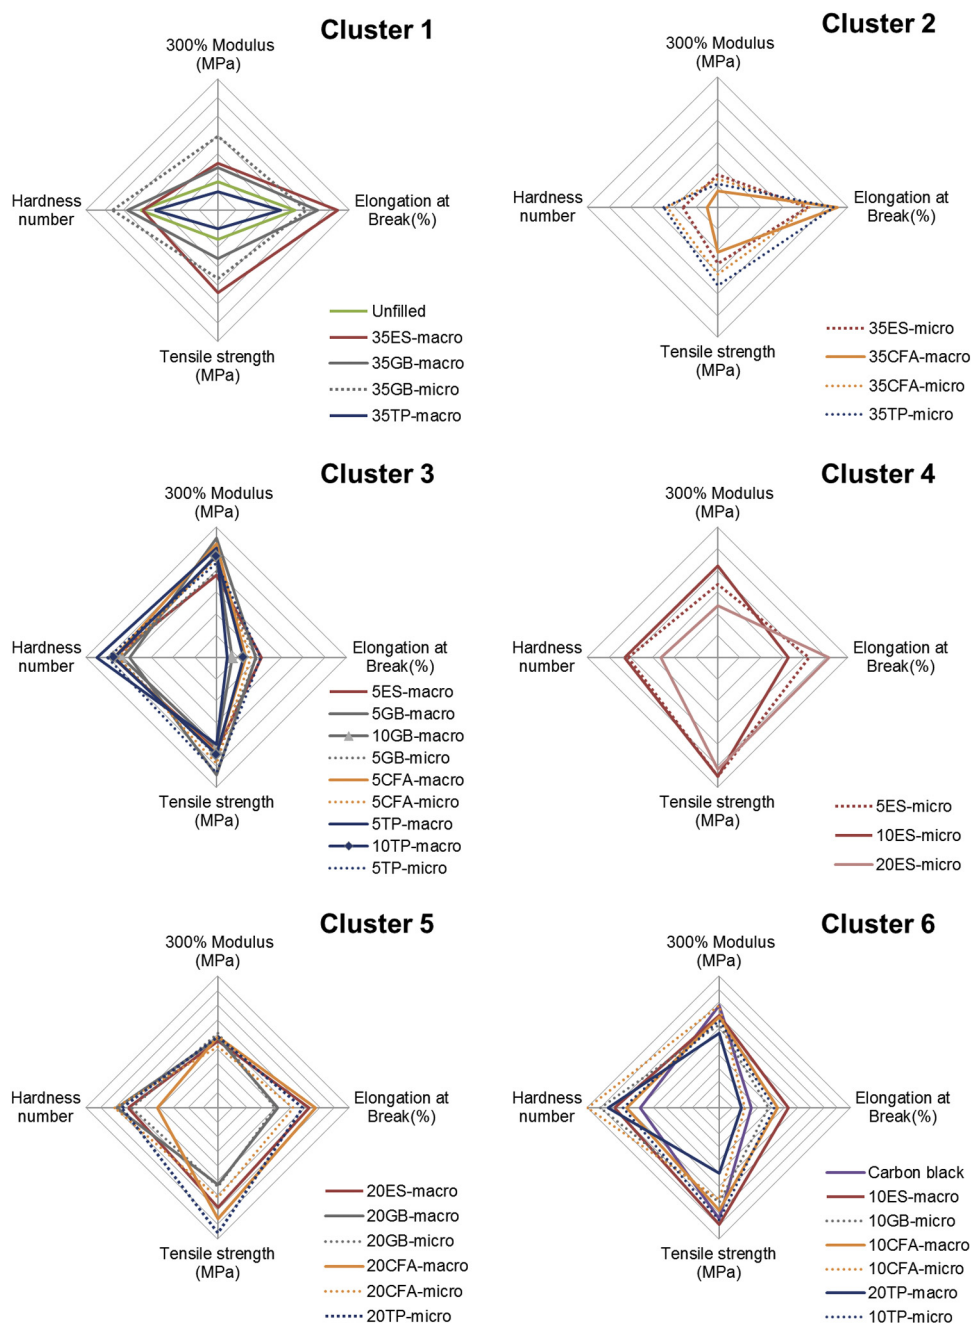 Cluster 1
300% Modulus
(MPa)
Hardness
number
Elongation at
Break(%)
Tensile strength
(MPa)
Unfilled
35ES-macro
35GB-macro
35GB-micro
35TP-macro
Cluster 2
300% Modulus
(MPa)
Hardness
number
Elongation at
Break(%)
Tensile strength
(MPa)
35ES-micro
35CFA-macro
35CFA-micro
35TP-micro
Cluster 3
300% Modulus
(MPa)
Hardness
number
Elongation at
Break(%)
Tensile strength
(MPa)
5ES-macro
5GB-macro
10GB-macro
5GB-micro
5CFA-macro
5CFA-micro
5TP-macro
10TP-macro
5TP-micro
Cluster 4
300% Modulus
(MPa)
Hardness
number
Elongation at
Break(%)
Tensile strength
(MPa)
5ES-micro
10ES-micro
20ES-micro
Cluster 5
300% Modulus
(MPa)
Hardness
number
Elongation at
Break(%)
Tensile strength
(MPa)
20ES-macro
20GB-macro
20GB-micro
20CFA-macro
20CFA-micro
20TP-micro
Cluster 6
300% Modulus
(MPa)
Hardness
number
Elongation at
Break(%)
Tensile strength
(MPa)
Carbon black
10ES-macro
10GB-micro
10CFA-macro
10CFA-micro
20TP-macro
10TP-micro